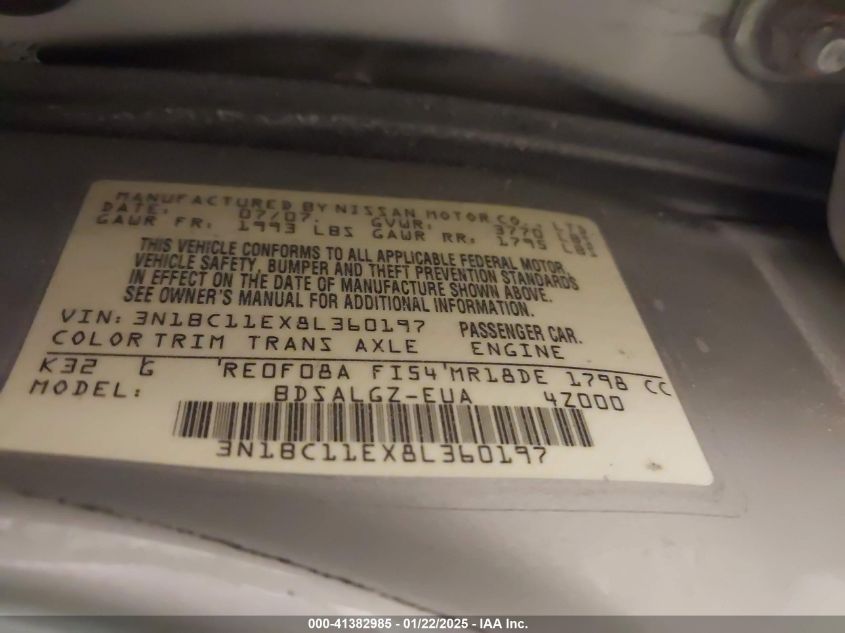 MANUFACTURED BY NISSAN MOTOR CO., LTD.
DATE: 07/07. GVWR: 3770 LBS
GAWR FR: 1993 LBS GAWR RR: 1795 LBS
THIS VEHICLE CONFORMS TO ALL APPLICABLE FEDERAL MOTOR
VEHICLE SAFETY, BUMPER AND THEFT PREVENTION STANDARDS
IN EFFECT ON THE DATE OF MANUFACTURE SHOWN ABOVE.
SEE OWNER'S MANUAL FOR ADDITIONAL INFORMATION.
VIN: 3N1BC11EX8L360197 PASSENGER CAR.
COLOR TRIM TRANS AXLE ENGINE
K32 G RE0F08A FI54 MR18DE 1798 CC
MODEL: BDSALGZ-EUA 4Z000
3N1BC11EX8L360197
000-41382985 - 01/22/2025 - IAA Inc.